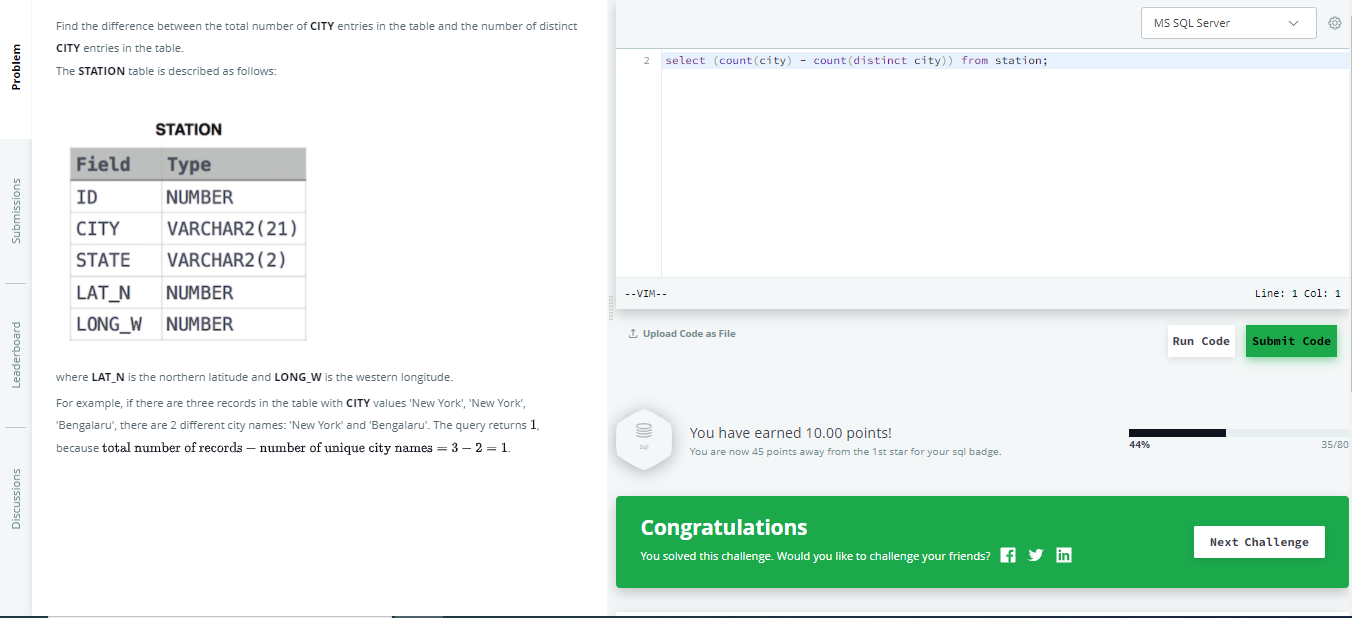 Problem
Submissions
Leaderboard
Discussions
Find the difference between the total number of CITY entries in the table and the number of distinct
CITY entries in the table.
The STATION table is described as follows:
STATION
Field Type
ID NUMBER
CITY VARCHAR2(21)
STATE VARCHAR2(2)
LAT_N NUMBER
LONG_W NUMBER
where LAT_N is the northern latitude and LONG_W is the western longitude.
For example, if there are three records in the table with CITY values 'New York', 'New York',
'Bengalaru', there are 2 different city names: 'New York' and 'Bengalaru'. The query returns 1,
because total number of records − number of unique city names = 3 − 2 = 1.
MS SQL Server
2 select (count(city) - count(distinct city)) from station;
--VIM-- Line: 1 Col: 1
Upload Code as File
Run Code
Submit Code
Sql
You have earned 10.00 points!
You are now 45 points away from the 1st star for your sql badge.
44% 35/80
Congratulations
You solved this challenge. Would you like to challenge your friends?
Next Challenge